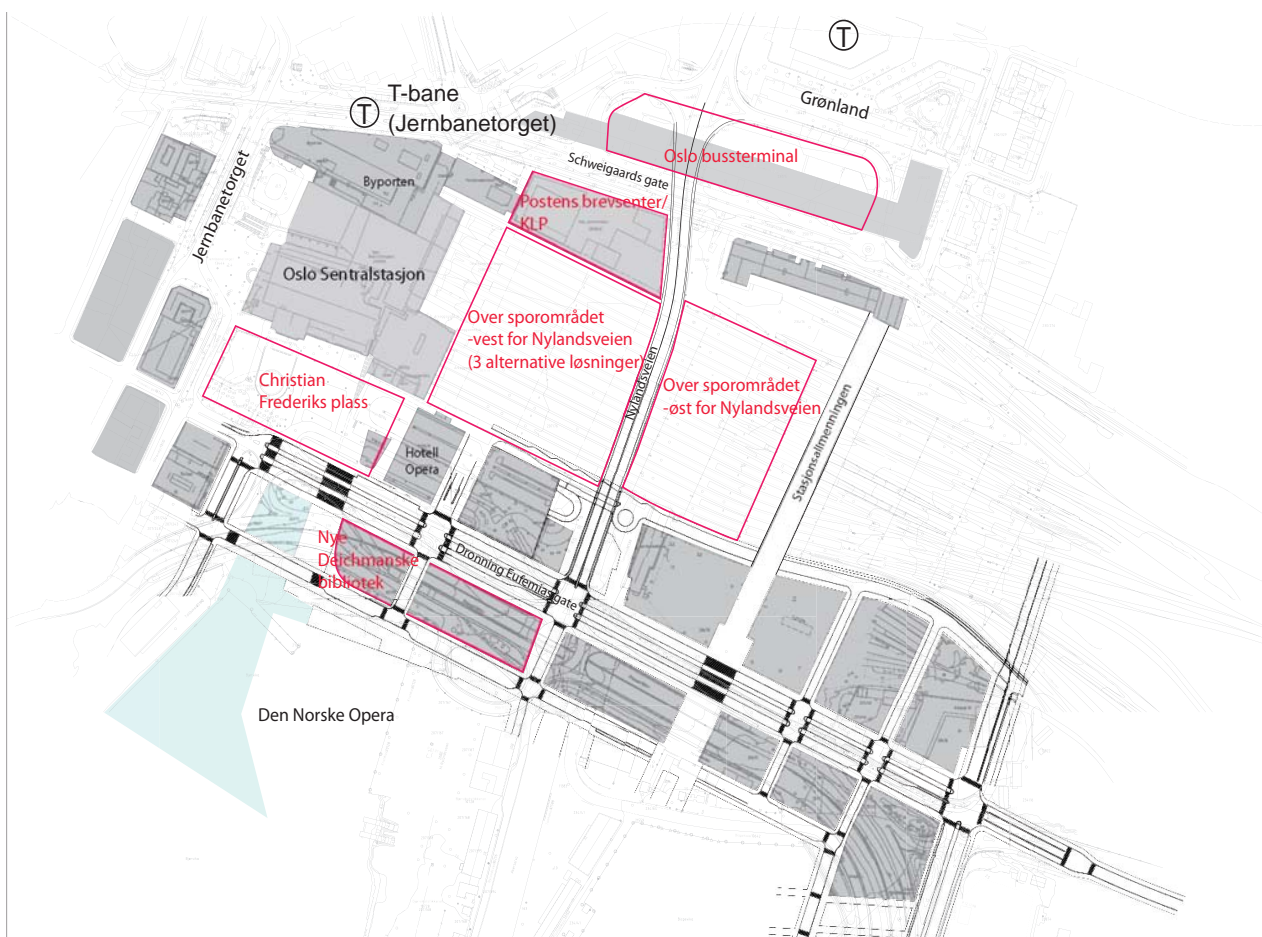 T
T-bane
(Jernbanetorget)
T
Grønland
Oslo bussterminal
Schweigaards gate
Byporten
Postens brevsenter/
KLP
Jernbanetorget
Oslo Sentralstasjon
Over sporområdet
-vest for Nylandsveien
(3 alternative løsninger)
Nylandsveien
Over sporområdet
-øst for Nylandsveien
Stasjonsallmenningen
Christian
Frederiks plass
Hotell
Opera
Nye
Deichmanske
bibliotek
Dronning Eufemias gate
Den Norske Opera